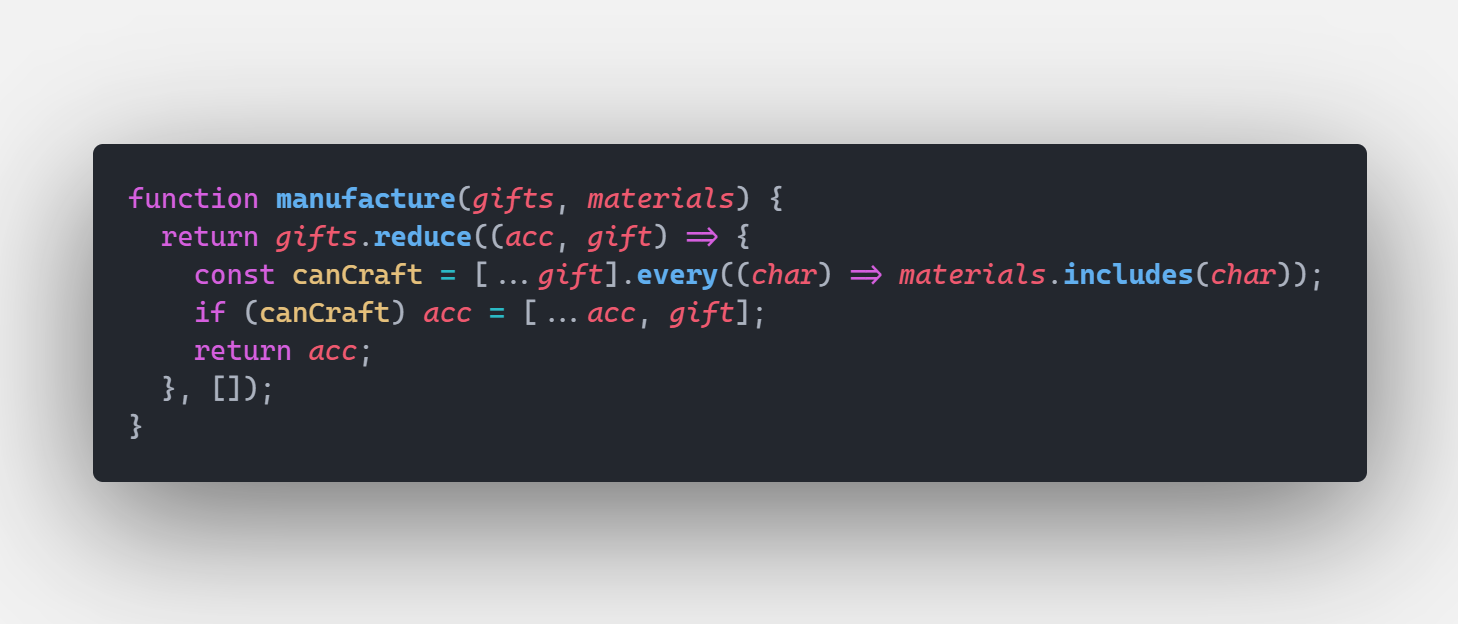 function manufacture(gifts, materials) {
  return gifts.reduce((acc, gift) => {
    const canCraft = [...gift].every((char) => materials.includes(char));
    if (canCraft) acc = [...acc, gift];
    return acc;
  }, []);
}